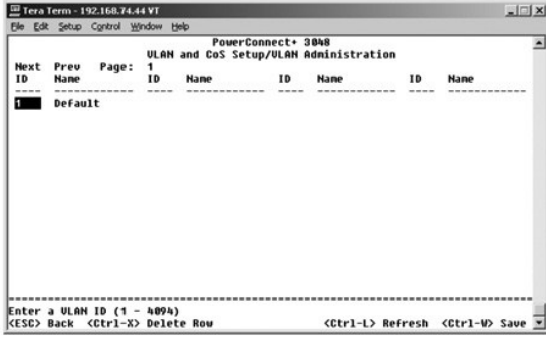 Tera Term - 192.168.74.44 VT
File Edit Setup Control Window Help
PowerConnect+ 3048
VLAN and CoS Setup/VLAN Administration
Next Prev Page: 1
ID Name ID Name ID Name ID Name
---- ------------ ---- ------------ ---- ------------ ---- ------------
1 Default
Enter a VLAN ID (1 - 4094)
<ESC> Back <Ctrl-X> Delete Row <Ctrl-L> Refresh <Ctrl-W> Save